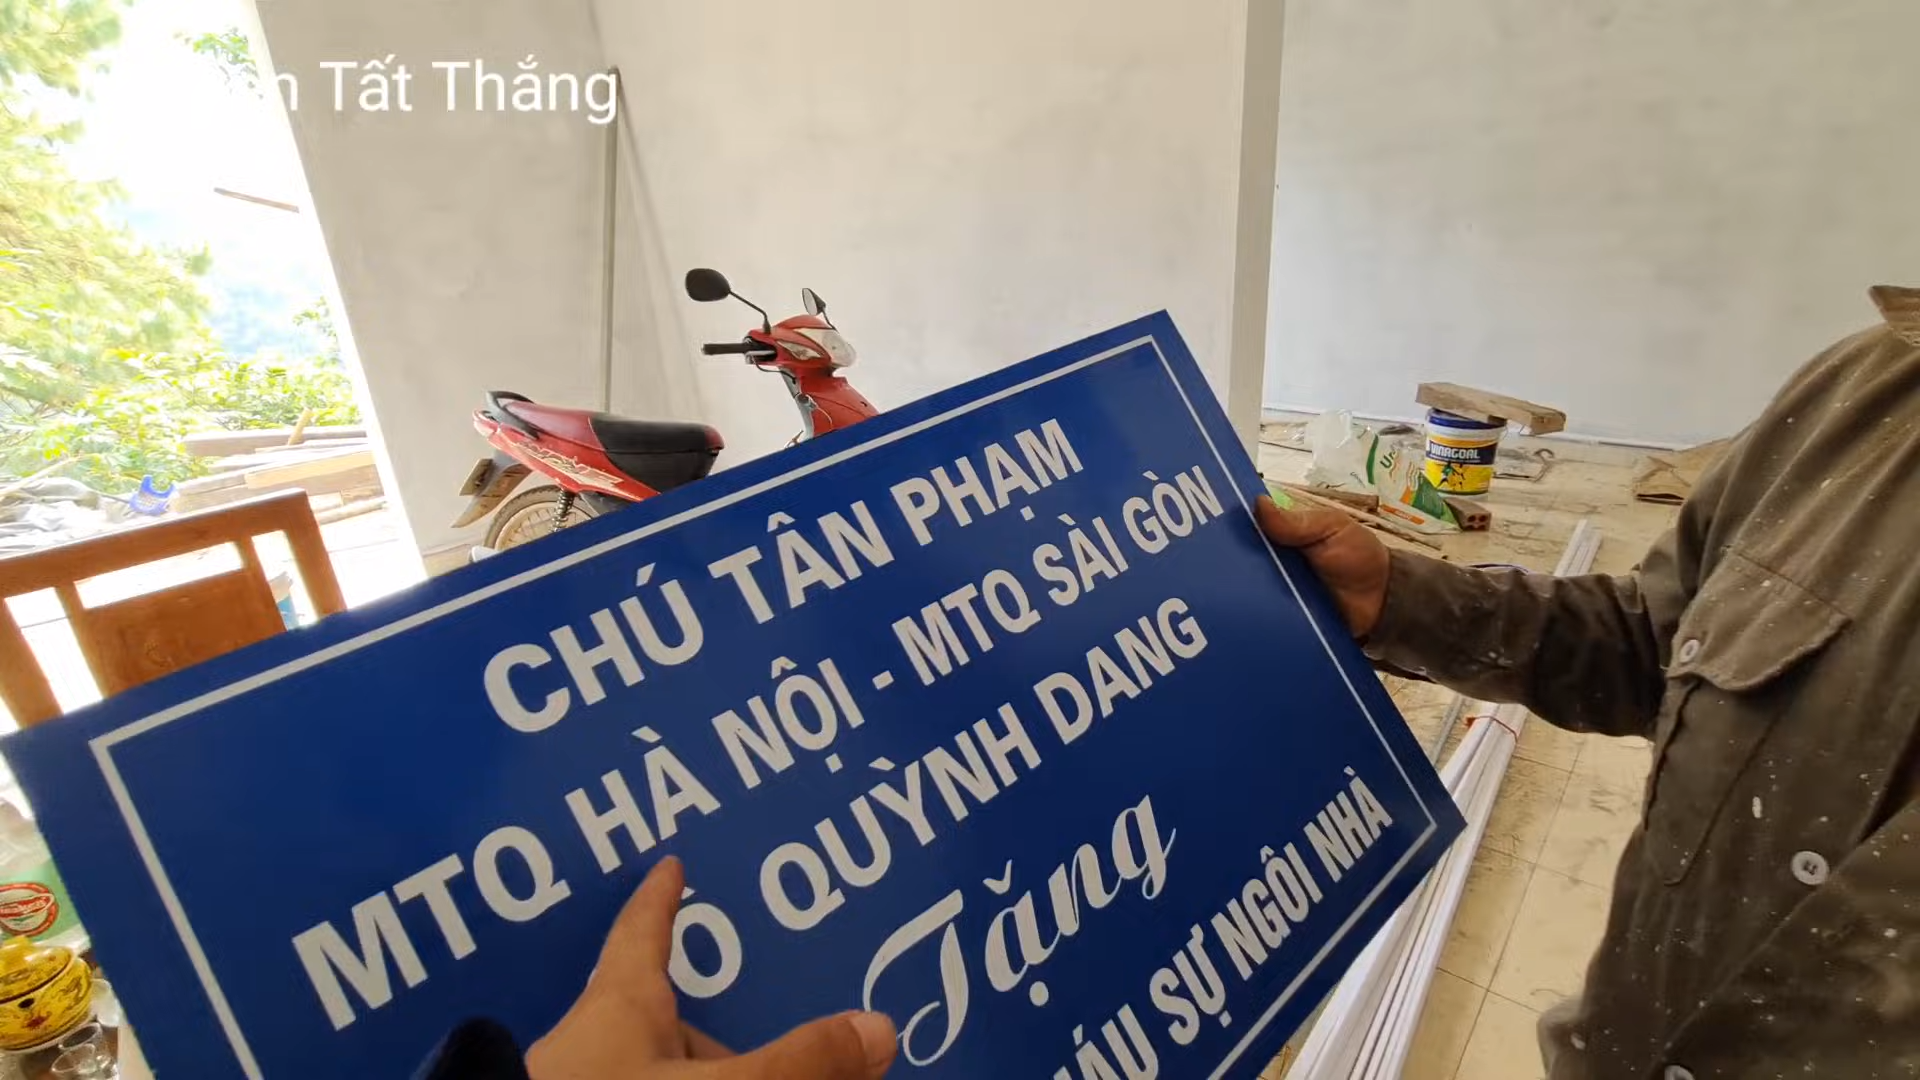 Tất Thắng
CHÚ TÂN PHẠM
MTQ HÀ NỘI - MTQ SÀI GÒN
QUỲNH DANG
Tặng
SỰ NGÔI NHÀ
VINAGOAL